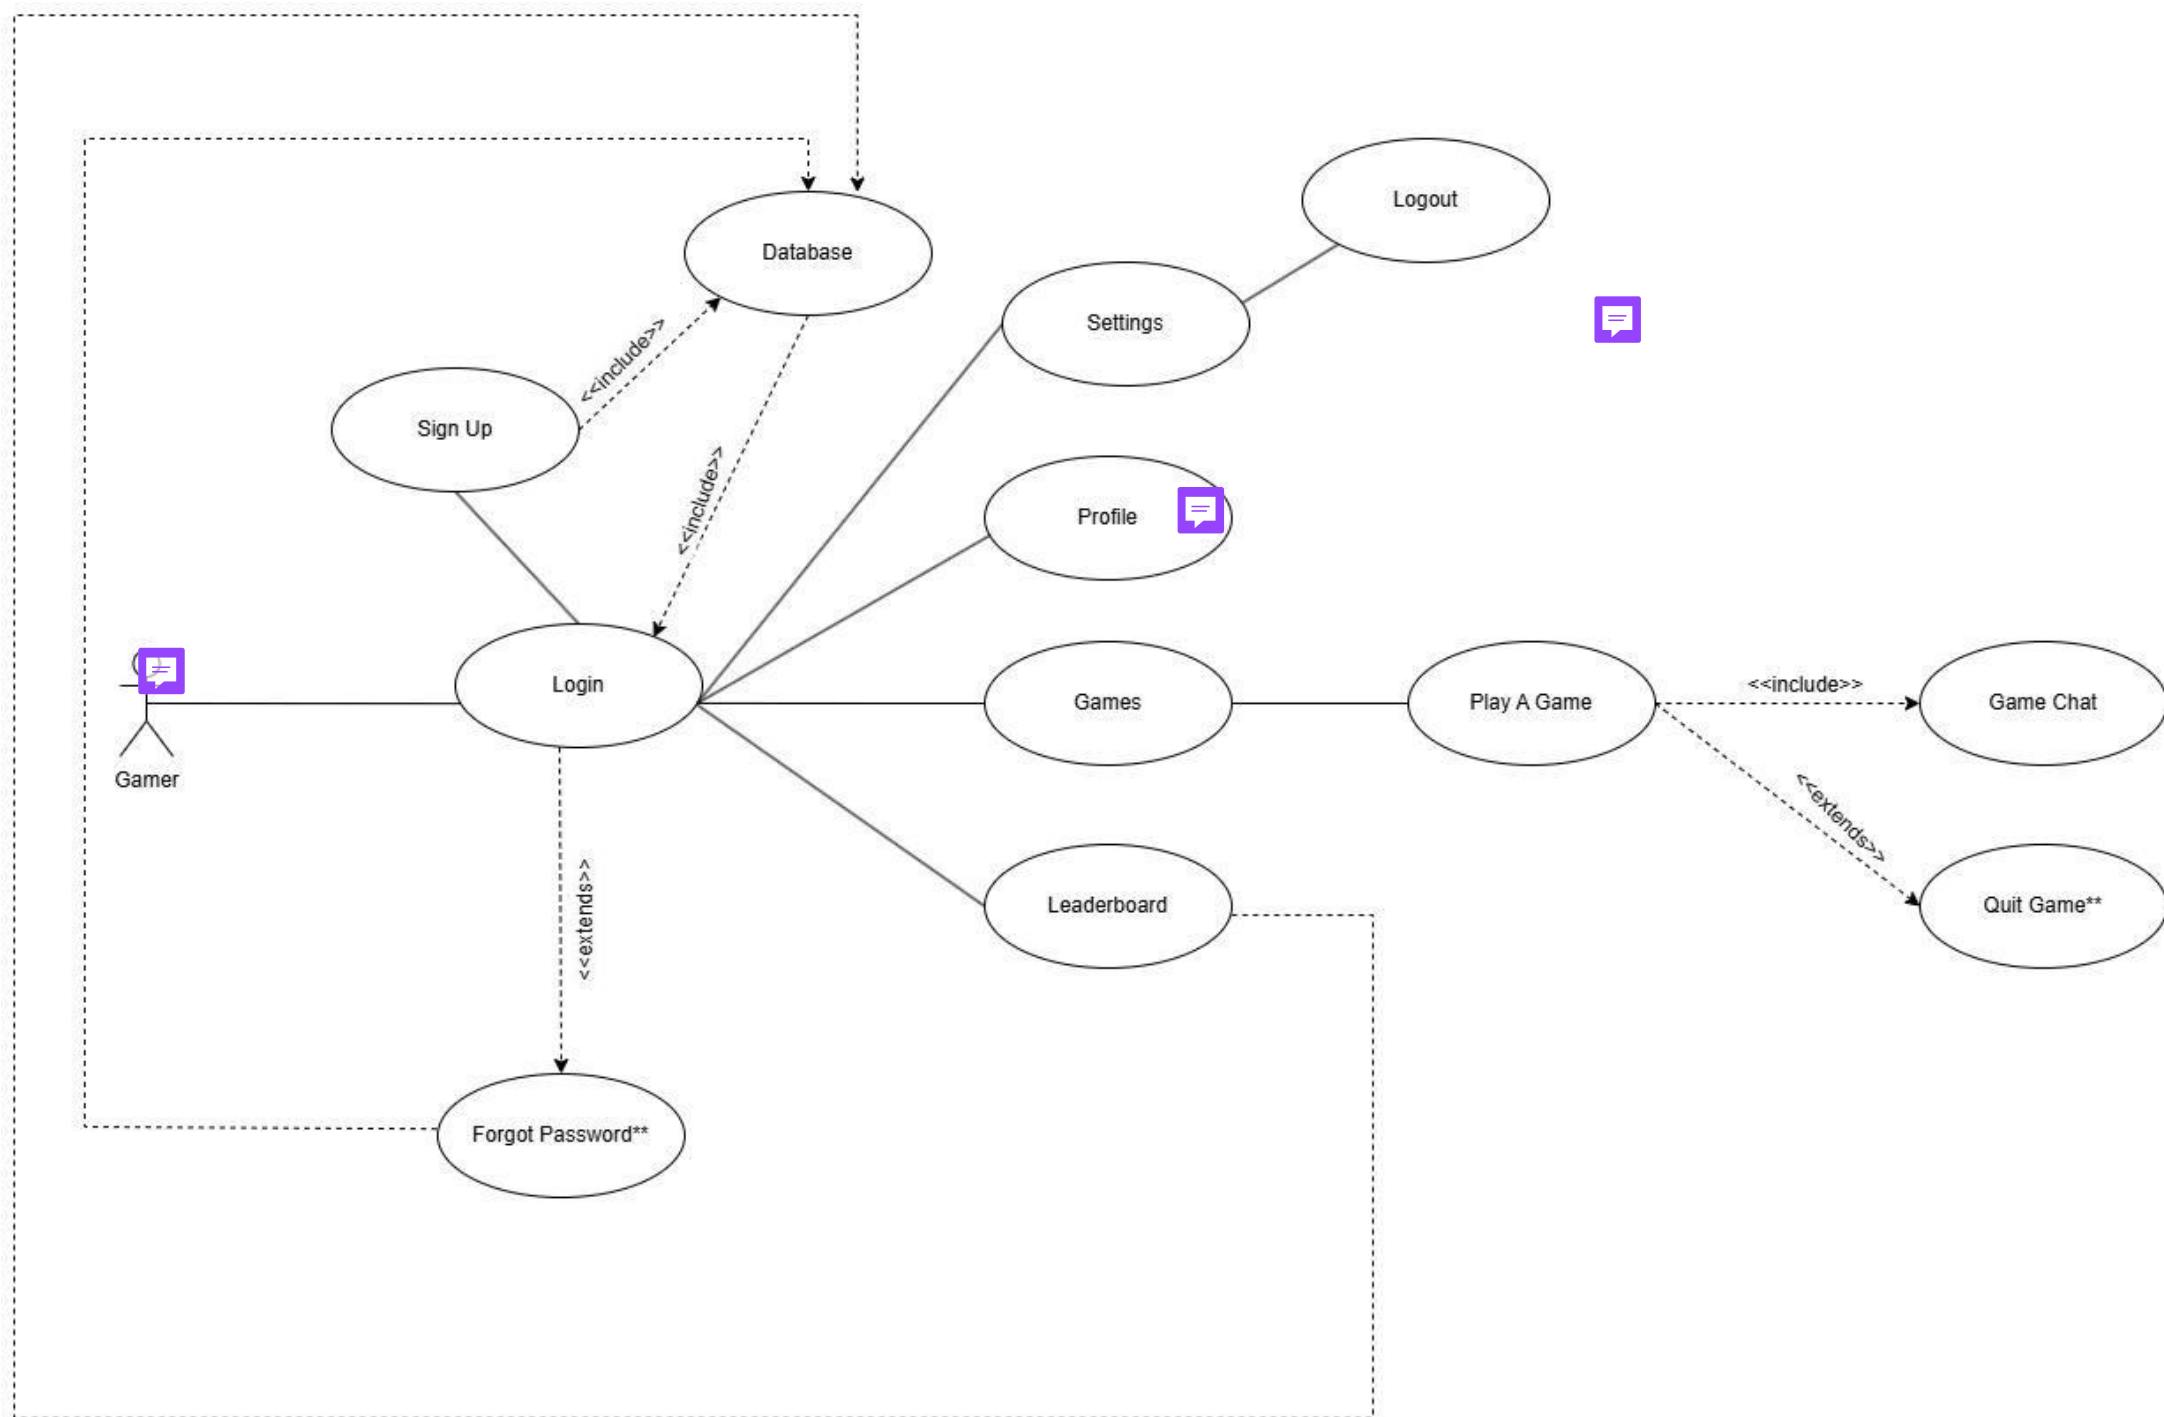 Logout
Database
Settings
<<include>>
Sign Up
<<include>>
Profile
Login
Games
Play A Game
<<include>>
Game Chat
Gamer
<<extends>>
<<extends>>
Leaderboard
Quit Game**
Forgot Password**